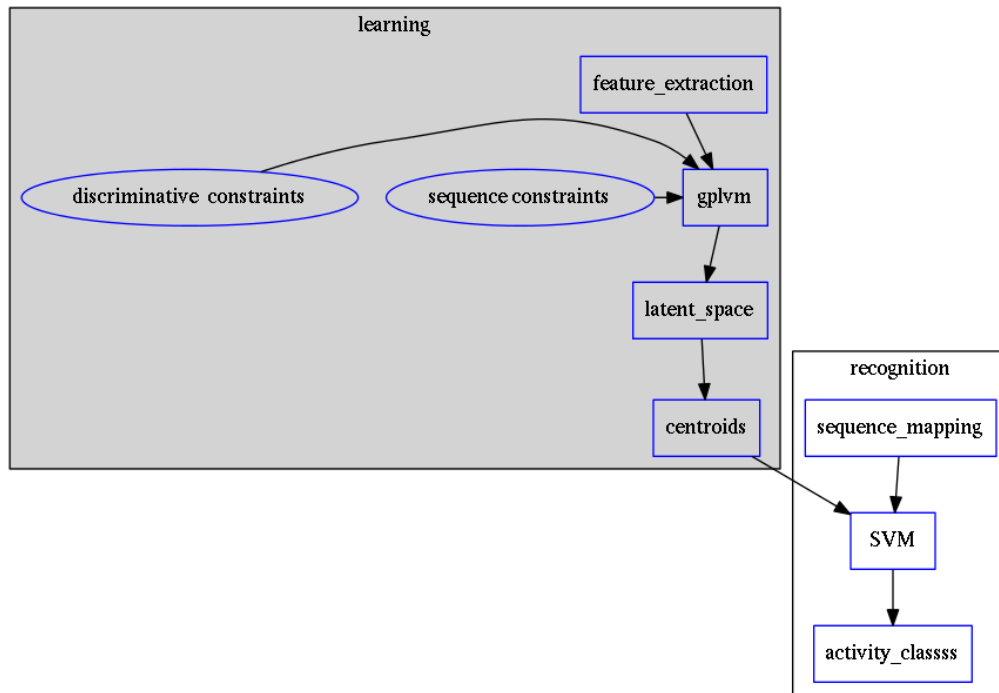 learning
feature_extraction
discriminative constraints
sequence constraints
gplvm
latent_space
centroids
recognition
sequence_mapping
SVM
activity_classss